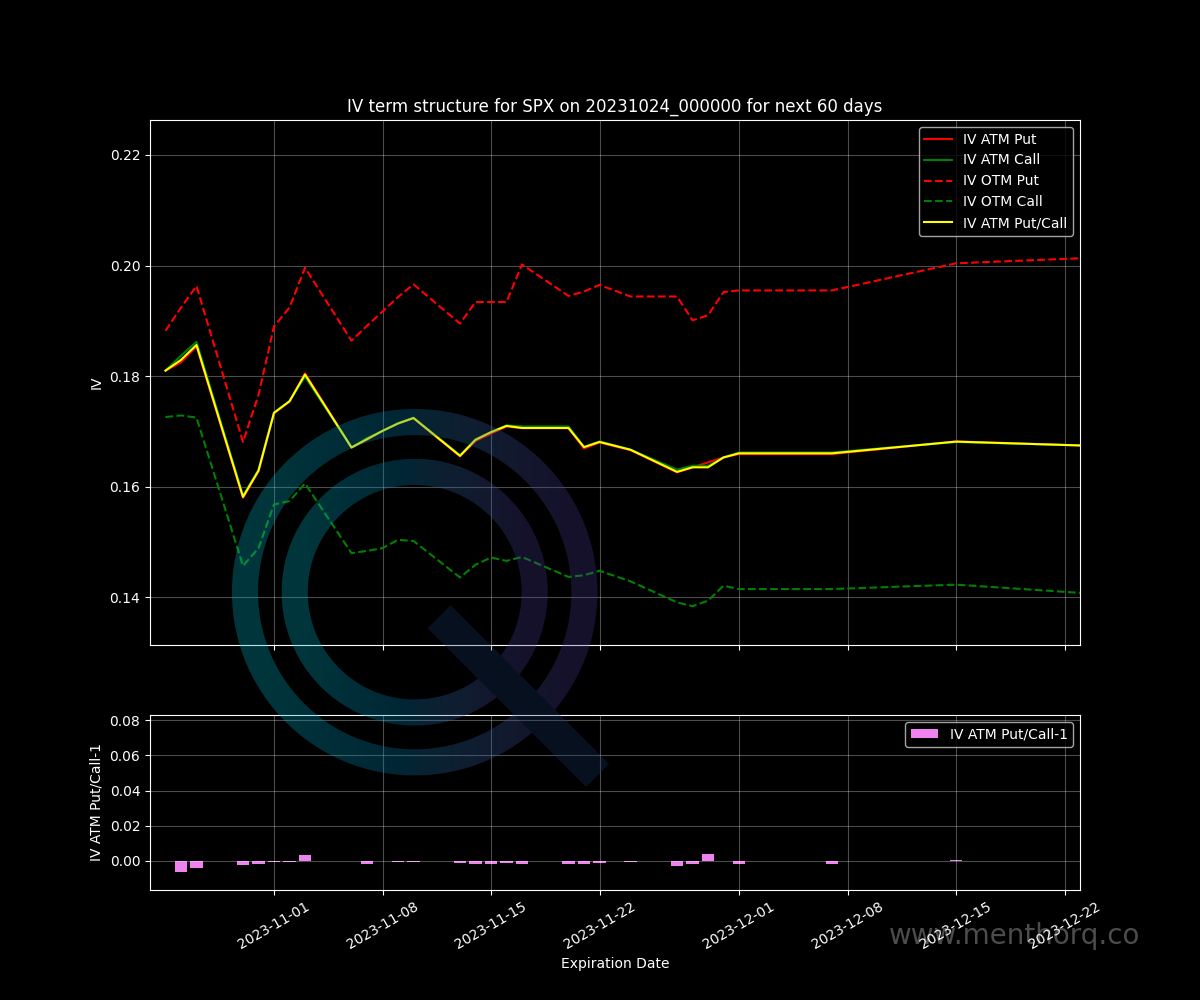 IV term structure for SPX on 20231024_000000 for next 60 days
IV ATM Put
IV ATM Call
IV OTM Put
IV OTM Call
IV ATM Put/Call
0.22
0.20
0.18
0.16
0.14
IV
IV ATM Put/Call-1
0.08
0.06
0.04
0.02
0.00
IV ATM Put/Call-1
2023-11-01
2023-11-08
2023-11-15
2023-11-22
2023-12-01
2023-12-08
2023-12-15
2023-12-22
www.menthorq.co
Expiration Date